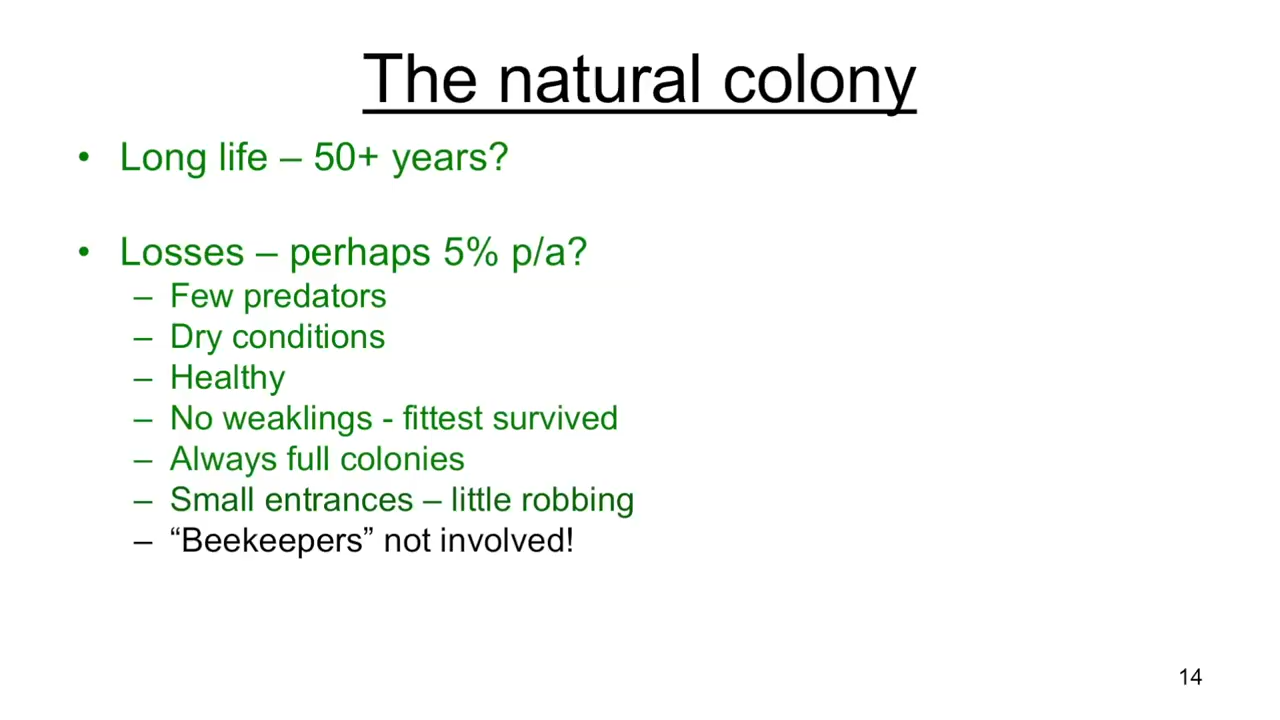 The natural colony
• Long life – 50+ years?
• Losses – perhaps 5% p/a?
– Few predators
– Dry conditions
– Healthy
– No weaklings - fittest survived
– Always full colonies
– Small entrances – little robbing
– “Beekeepers” not involved!
14